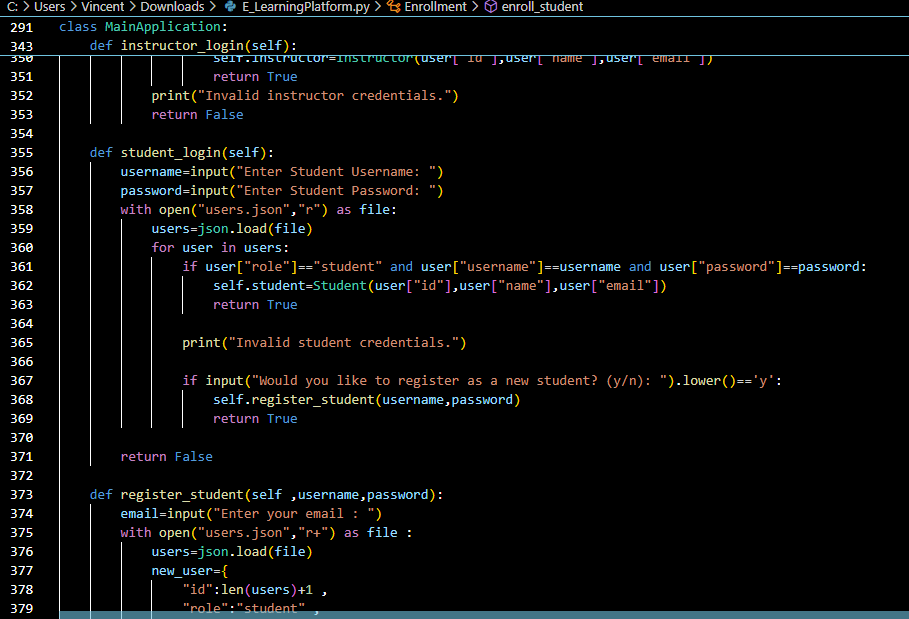 C: > Users > Vincent > Downloads > E_LearningPlatform.py > Enrollment > enroll_student
291 class MainApplication:
343     def instructor_login(self):
350                     self.instructor=Instructor(user["id"],user["name"],user["email"])
351                     return True
352             print("Invalid instructor credentials.")
353             return False
354
355     def student_login(self):
356         username=input("Enter Student Username: ")
357         password=input("Enter Student Password: ")
358         with open("users.json","r") as file:
359             users=json.load(file)
360             for user in users:
361                 if user["role"]=="student" and user["username"]==username and user["password"]==password:
362                     self.student=Student(user["id"],user["name"],user["email"])
363                     return True
364
365                 print("Invalid student credentials.")
366
367                 if input("Would you like to register as a new student? (y/n): ").lower()=='y':
368                     self.register_student(username,password)
369                     return True
370
371         return False
372
373     def register_student(self ,username,password):
374         email=input("Enter your email : ")
375         with open("users.json","r+") as file :
376             users=json.load(file)
377             new_user={
378                 "id":len(users)+1 ,
379                 "role":"student" ,